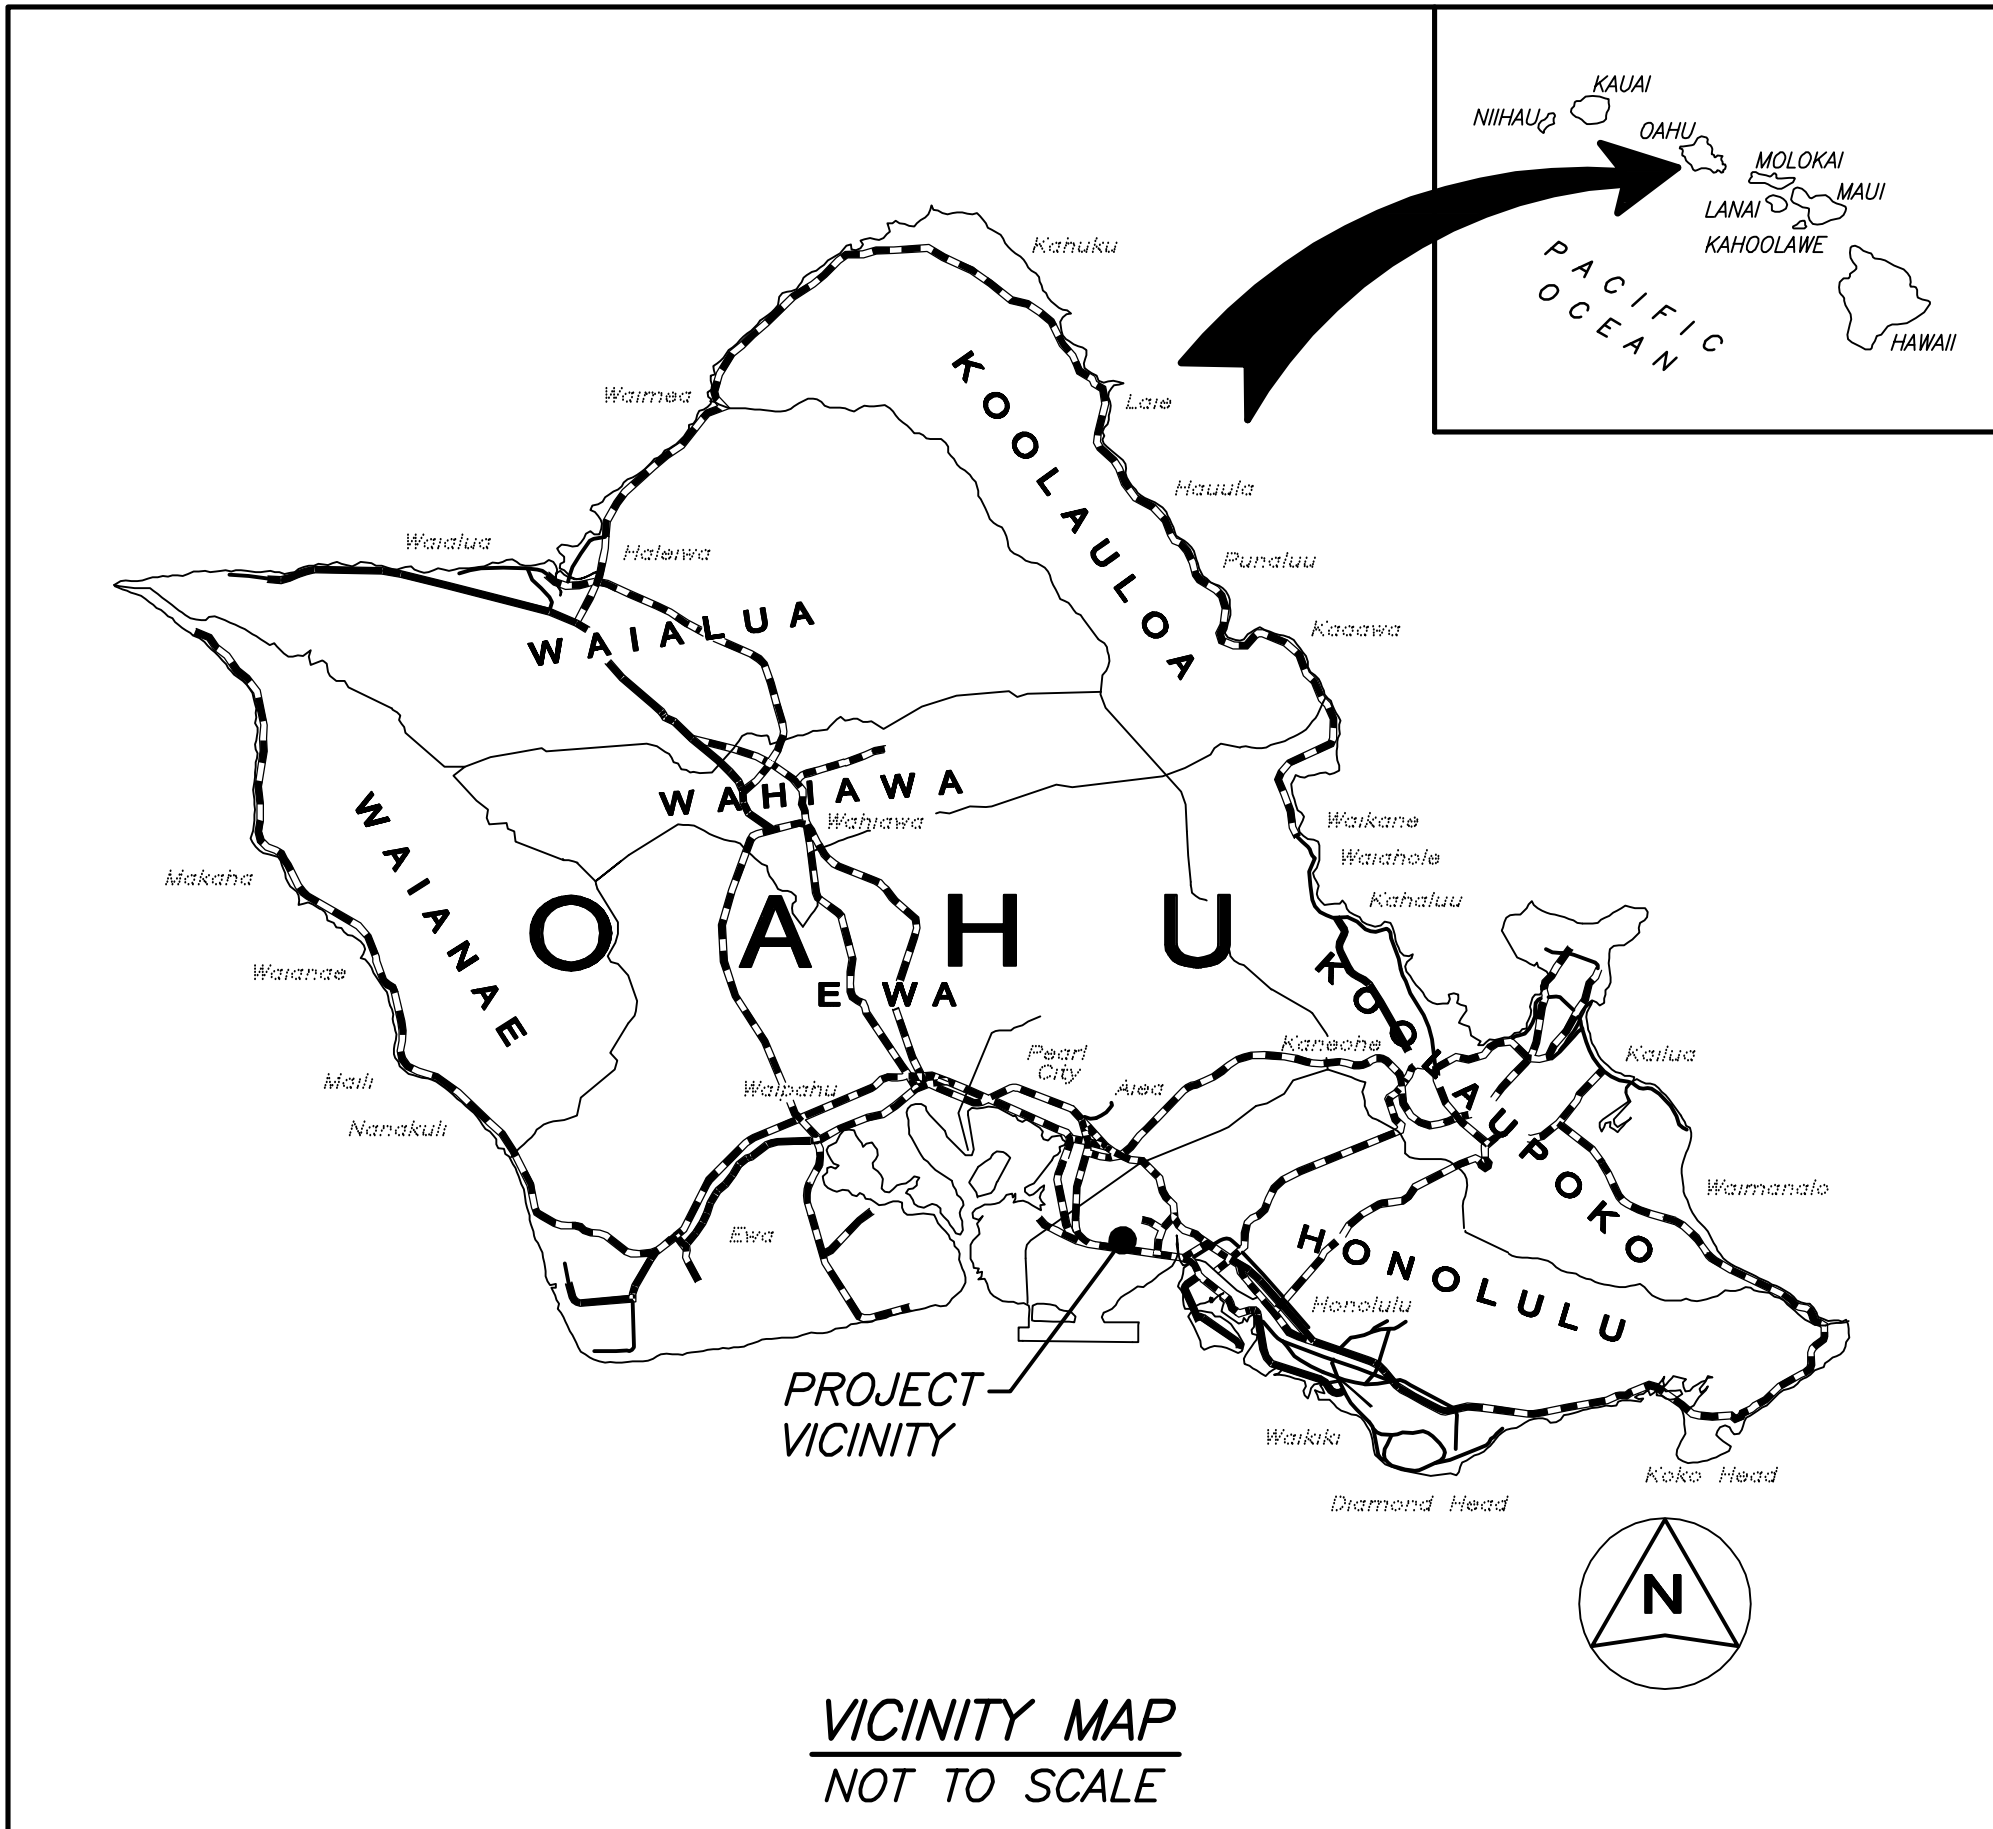 KAUAI
NIIHAU
OAHU
MOLOKAI
MAUI
LANAI
KAHOOLAWE
HAWAII
PACIFIC
OCEAN
Kahuku
Waimea
Laie
KOOLAULOA
Hauula
Waialua
Haleiwa
Punaluu
WAIALUA
Kaaawa
WAHIAWA
Wahiawa
WAIANAE
Waikane
Waiahole
Makaha
Kahaluu
OAHU
Waianae
EWA
KOOLAUPOKO
Kaneohe
Kailua
Pearl
City
Maili
Waipahu
Aiea
Nanakuli
Waimanalo
Ewa
HONOLULU
Honolulu
PROJECT
VICINITY
Waikiki
Koko Head
Diamond Head
N
VICINITY MAP
NOT TO SCALE